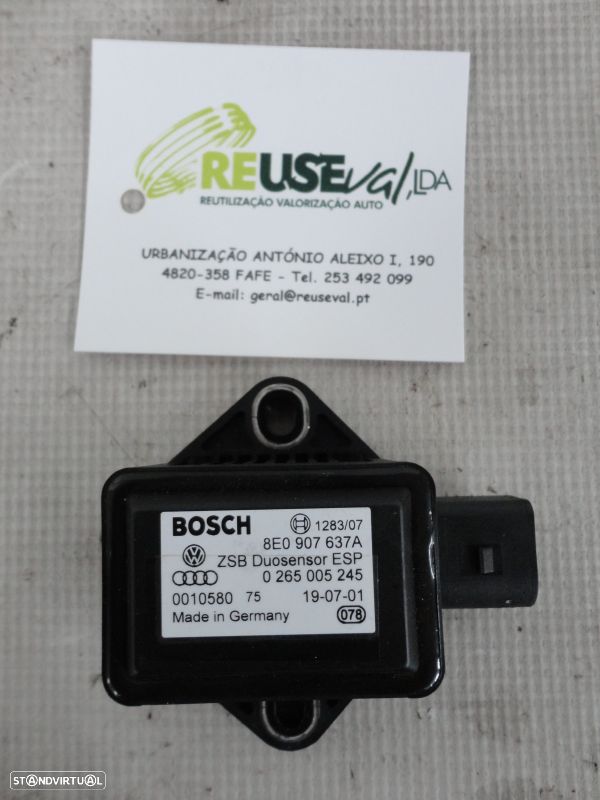 REUSEVAL, LDA
REUTILIZAÇÃO VALORIZAÇÃO AUTO
URBANIZAÇÃO ANTÓNIO ALEIXO I, 190
4820-358 FAFE - Tel. 253 492 099
E-mail: geral@reuseval.pt
BOSCH 1283/07
8E0 907 637A
ZSB Duosensor ESP
0 265 005 245
0010580 75 19-07-01
Made in Germany 078
STANDVIRTUAL